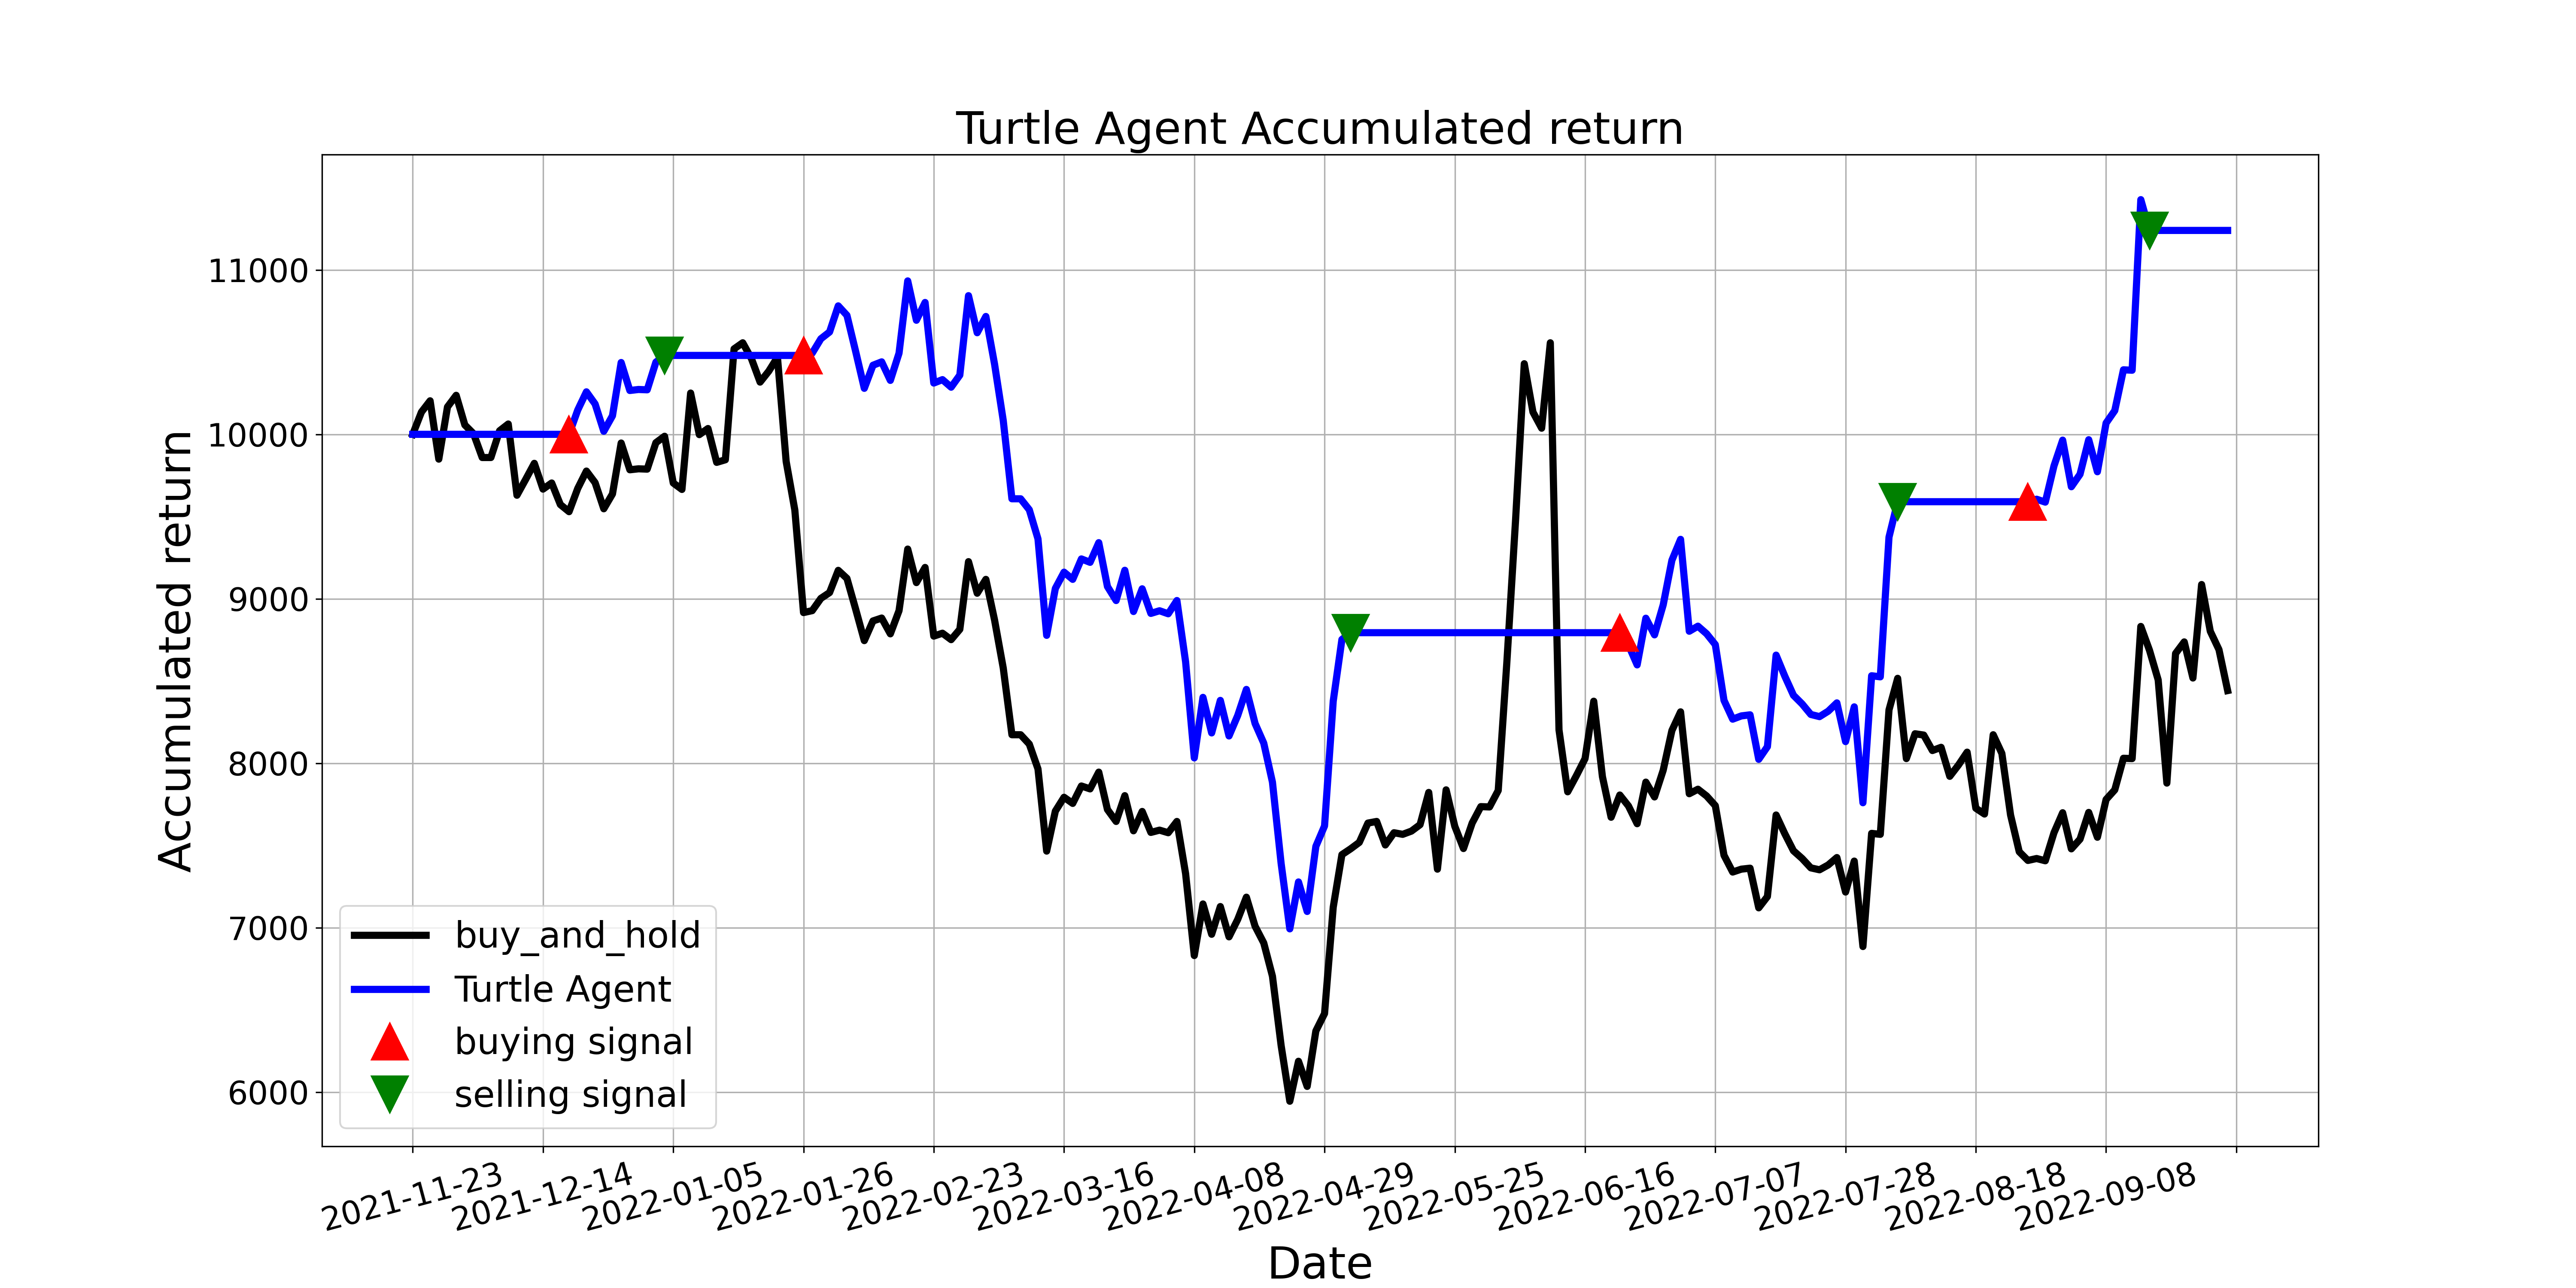 Turtle Agent Accumulated return
Accumulated return
11000
10000
9000
8000
7000
6000
buy_and_hold
Turtle Agent
buying signal
selling signal
2021-11-23
2021-12-14
2022-01-05
2022-01-26
2022-02-23
2022-03-16
2022-04-08
2022-04-29
2022-05-25
2022-06-16
2022-07-07
2022-07-28
2022-08-18
2022-09-08
Date